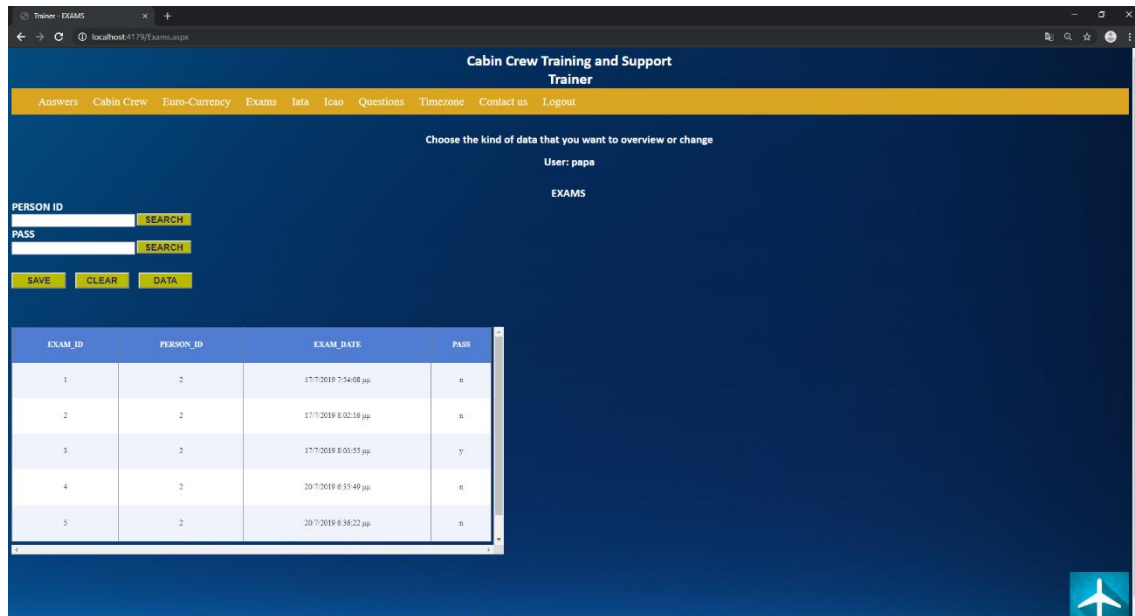 Trainer - EXAMS
localhost:4179/Exams.aspx
Cabin Crew Training and Support
Trainer
Answers Cabin Crew Euro-Currency Exams Iata Icao Questions Timezone Contact us Logout
Choose the kind of data that you want to overview or change
User: papa
EXAMS
PERSON ID
SEARCH
PASS
SEARCH
SAVE CLEAR DATA
EXAM_ID PERSON_ID EXAM_DATE PASS
1 2 17/7/2019 7:54:08 μμ n
2 2 17/7/2019 8:02:16 μμ n
3 2 17/7/2019 8:03:55 μμ y
4 2 20/7/2019 6:35:49 μμ n
5 2 20/7/2019 6:36:22 μμ n